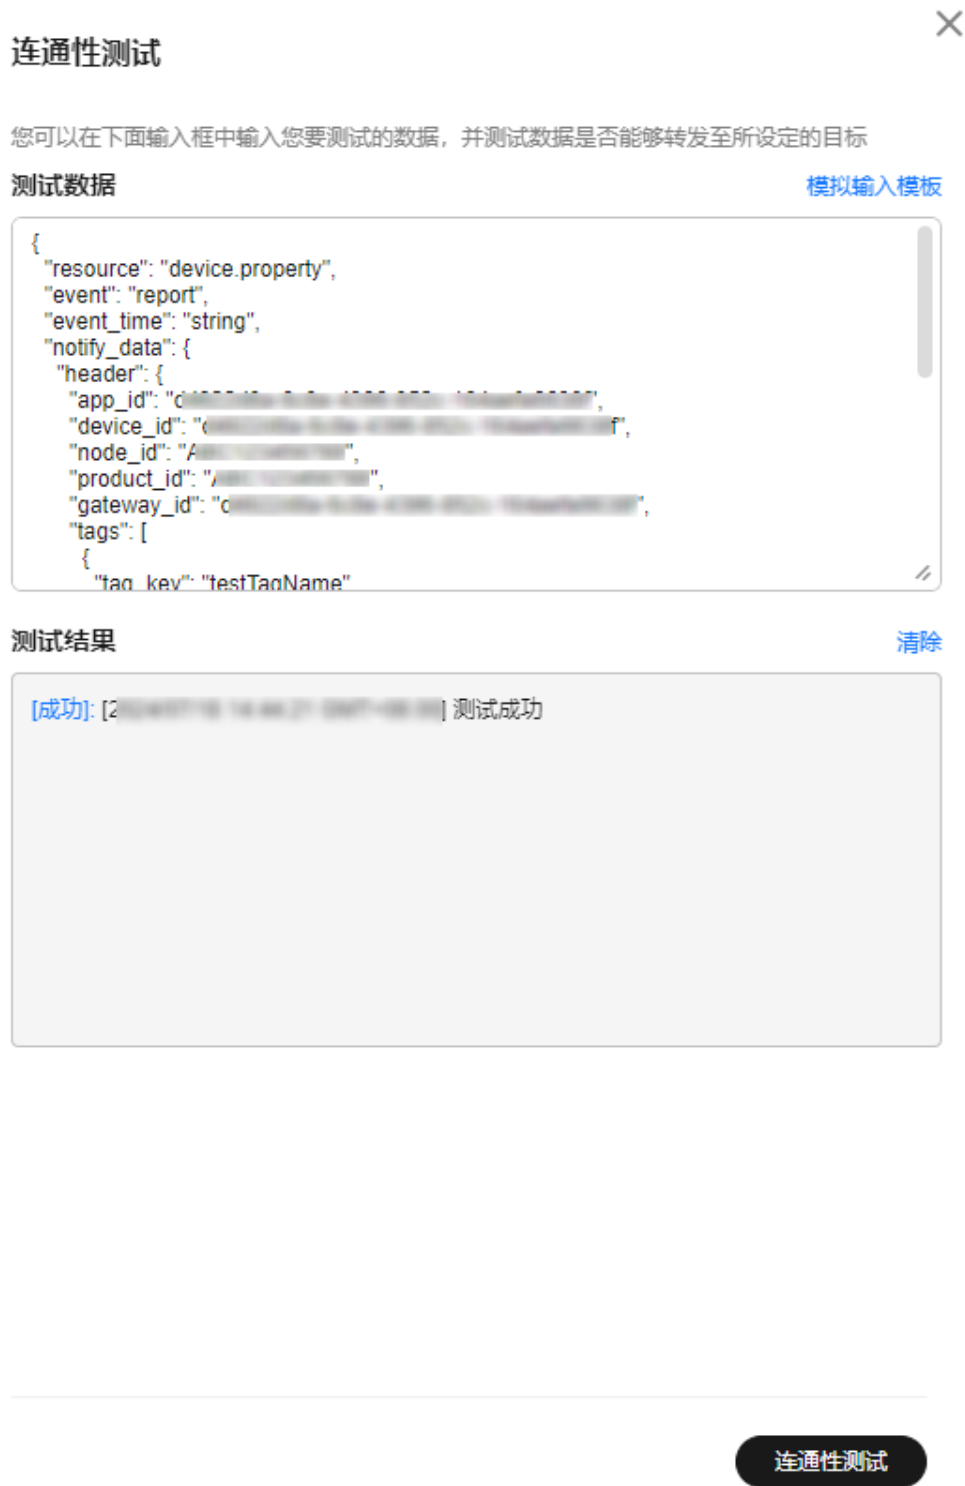 连通性测试
您可以在下面输入框中输入您要测试的数据，并测试数据是否能够转发至所设定的目标
测试数据
模拟输入模板
{
"resource": "device.property",
"event": "report",
"event_time": "string",
"notify_data": {
"header": {
"app_id": "d
"device_id": "d f",
"node_id": "A ",
"product_id": "A ",
"gateway_id": "d ",
"tags": [
{
"tag_key": "testTagName"
测试结果
清除
[成功]: [2 ] 测试成功
连通性测试